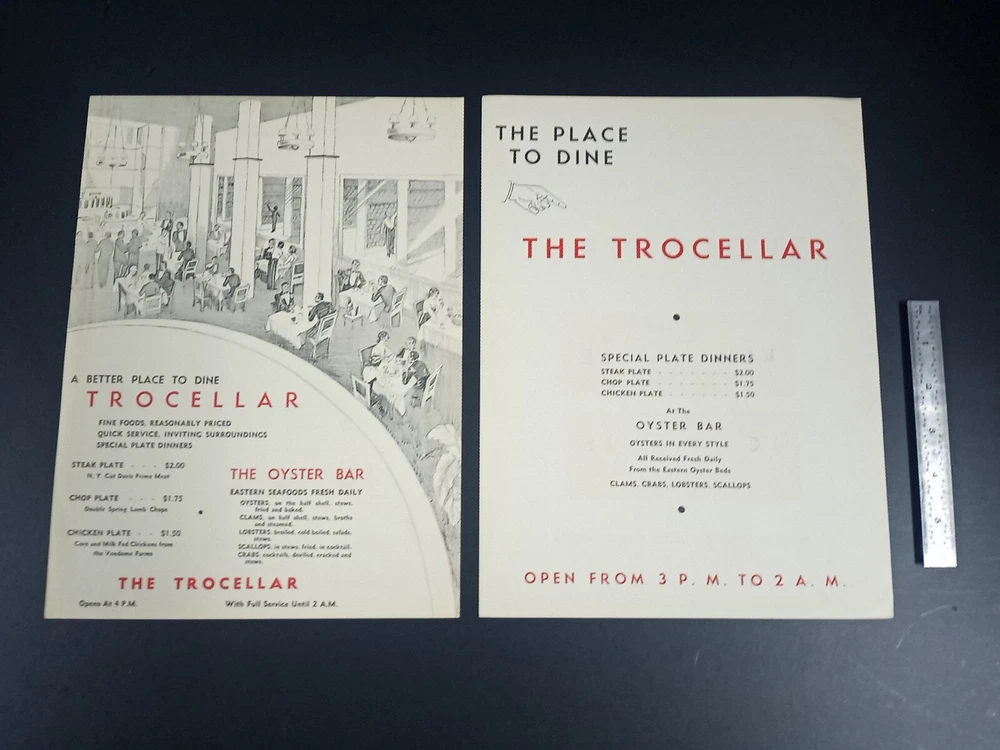 A BETTER PLACE TO DINE
TROCELLAR
FINE FOODS, REASONABLY PRICED
QUICK SERVICE, INVITING SURROUNDINGS
SPECIAL PLATE DINNERS
STEAK PLATE - - - $2.00
N. Y. Cut Davis Prime Meat
CHOP PLATE - - - $1.75
Double Spring Lamb Chops
CHICKEN PLATE - - $1.50
Corn and Milk Fed Chickens from
the Vendome Farms
THE OYSTER BAR
EASTERN SEAFOODS FRESH DAILY
OYSTERS, on the half shell, stews,
fried and baked.
CLAMS, on half shell, stews, broths
and steamed.
LOBSTERS, broiled, cold boiled, salads,
stews.
SCALLOPS, in stews, fried, in cocktail.
CRABS, cocktails, deviled, cracked and
stews.
THE TROCELLAR
Opens At 4 P.M.
With Full Service Until 2 A.M.
THE PLACE
TO DINE
THE TROCELLAR
SPECIAL PLATE DINNERS
STEAK PLATE - - - - - - - $2.00
CHOP PLATE - - - - - - - $1.75
CHICKEN PLATE - - - - - - $1.50
At The
OYSTER BAR
OYSTERS IN EVERY STYLE
All Received Fresh Daily
From the Eastern Oyster Beds
CLAMS, CRABS, LOBSTERS, SCALLOPS
OPEN FROM 3 P. M. TO 2 A. M.